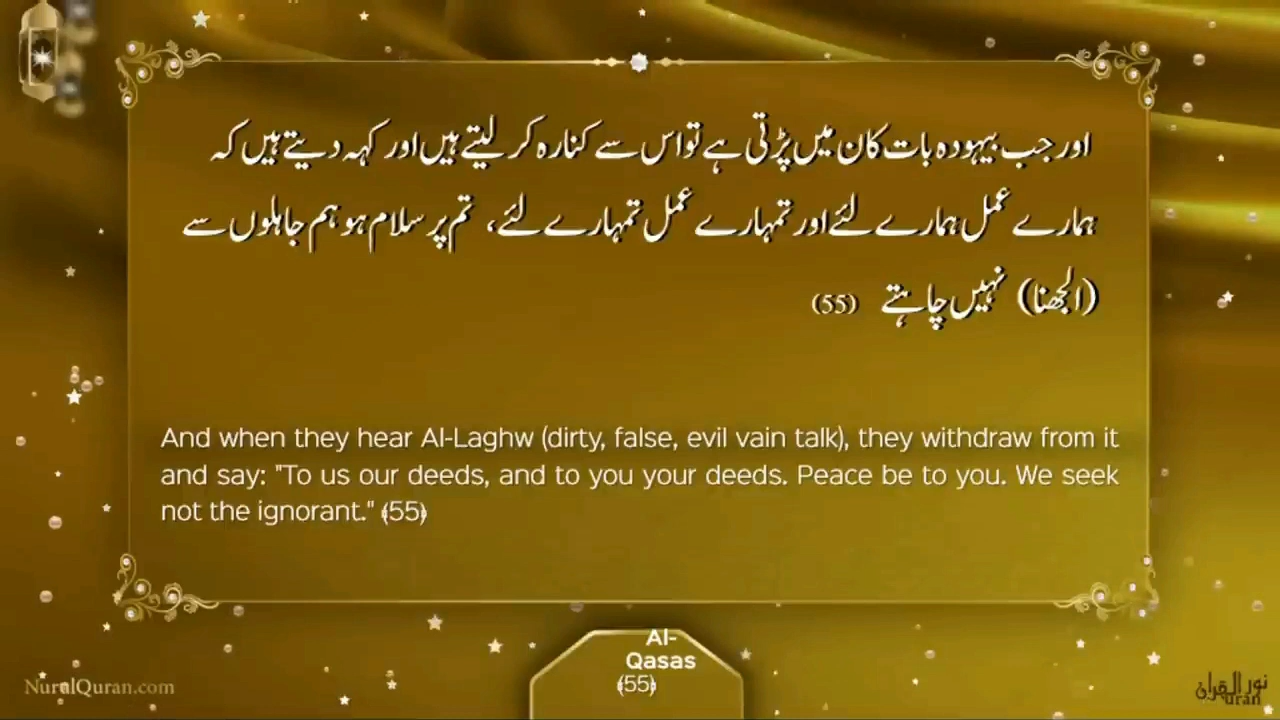 اور جب بیہودہ بات کان میں پڑتی ہے تو اس سے کنارہ کر لیتے ہیں اور کہہ دیتے ہیں کہ
ہمارے عمل ہمارے لئے اور تمہارے عمل تمہارے لئے، تم پر سلام ہو ہم جاہلوں سے
(الجھنا) نہیں چاہتے (55)
And when they hear Al-Laghw (dirty, false, evil vain talk), they withdraw from it
and say: "To us our deeds, and to you your deeds. Peace be to you. We seek
not the ignorant." ﴾55﴿
Al-
Qasas
﴾55﴿
NurulQuran.com
نور القرآن
uran